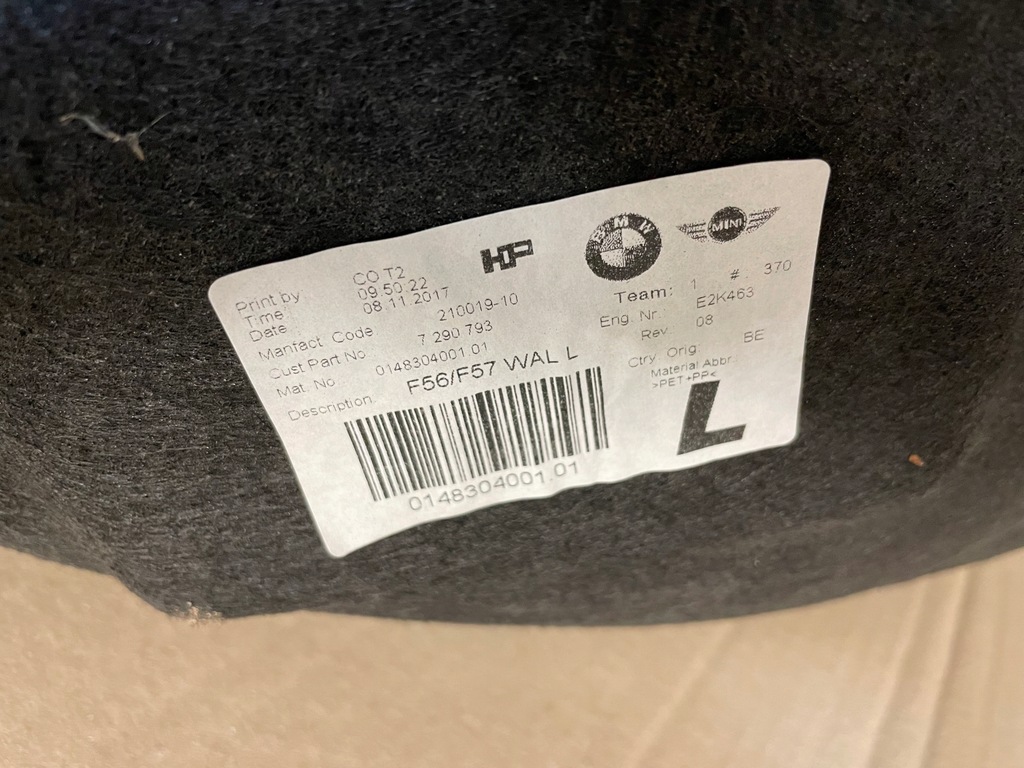 HP
BMW
MINI
Print by CO T2
Time 09:50:22
Date 08.11.2017
Manfact Code 210019-10
Cust Part No 7 290 793
Mat. No 0148304001.01
Description: F56/F57 WAL L
0148304001.01
Team: 1 # 370
Eng. Nr.: E2K463
Rev. 08
Ctry. Orig BE
Material Abbr.
>PET+PP<
L